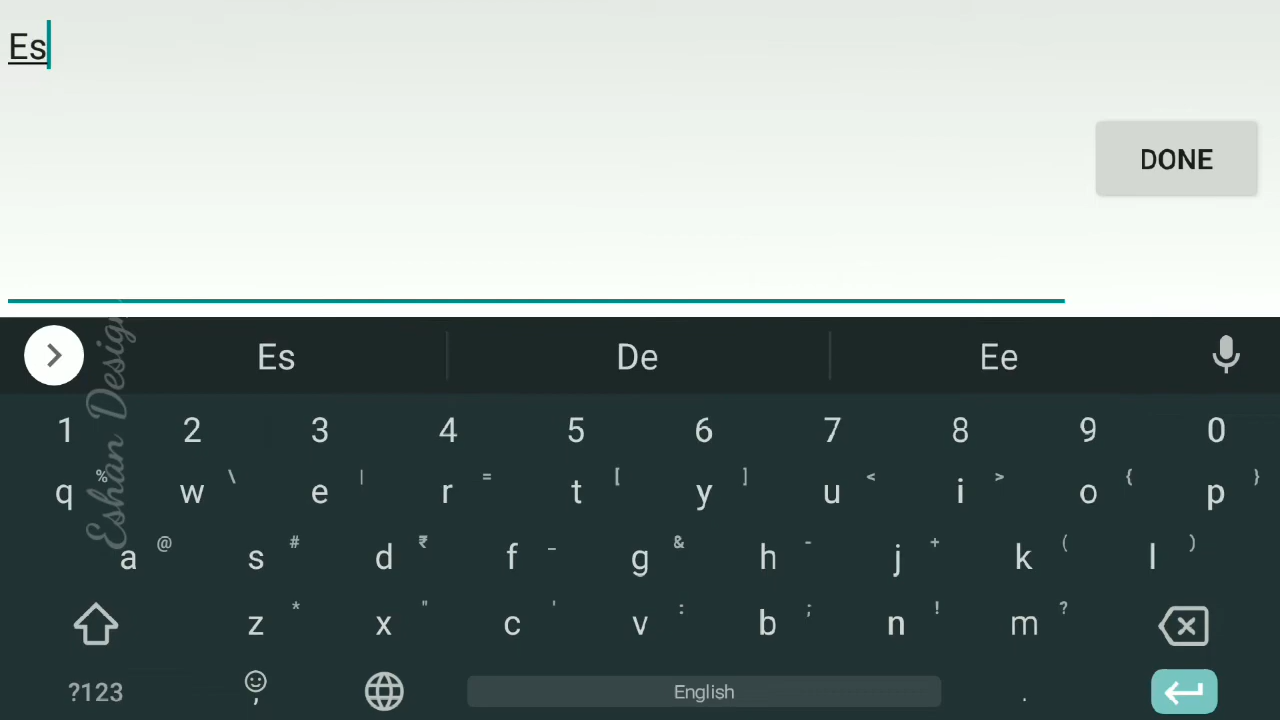 Es
DONE
Es De Ee
1 2 3 4 5 6 7 8 9 0
q % w \ e | r = t [ y ] u < i > o { p }
a @ s # d ₹ f _ g & h - j + k ( l )
z * x " c ' v : b ; n ! m ?
?123 , English .
Eshan Design